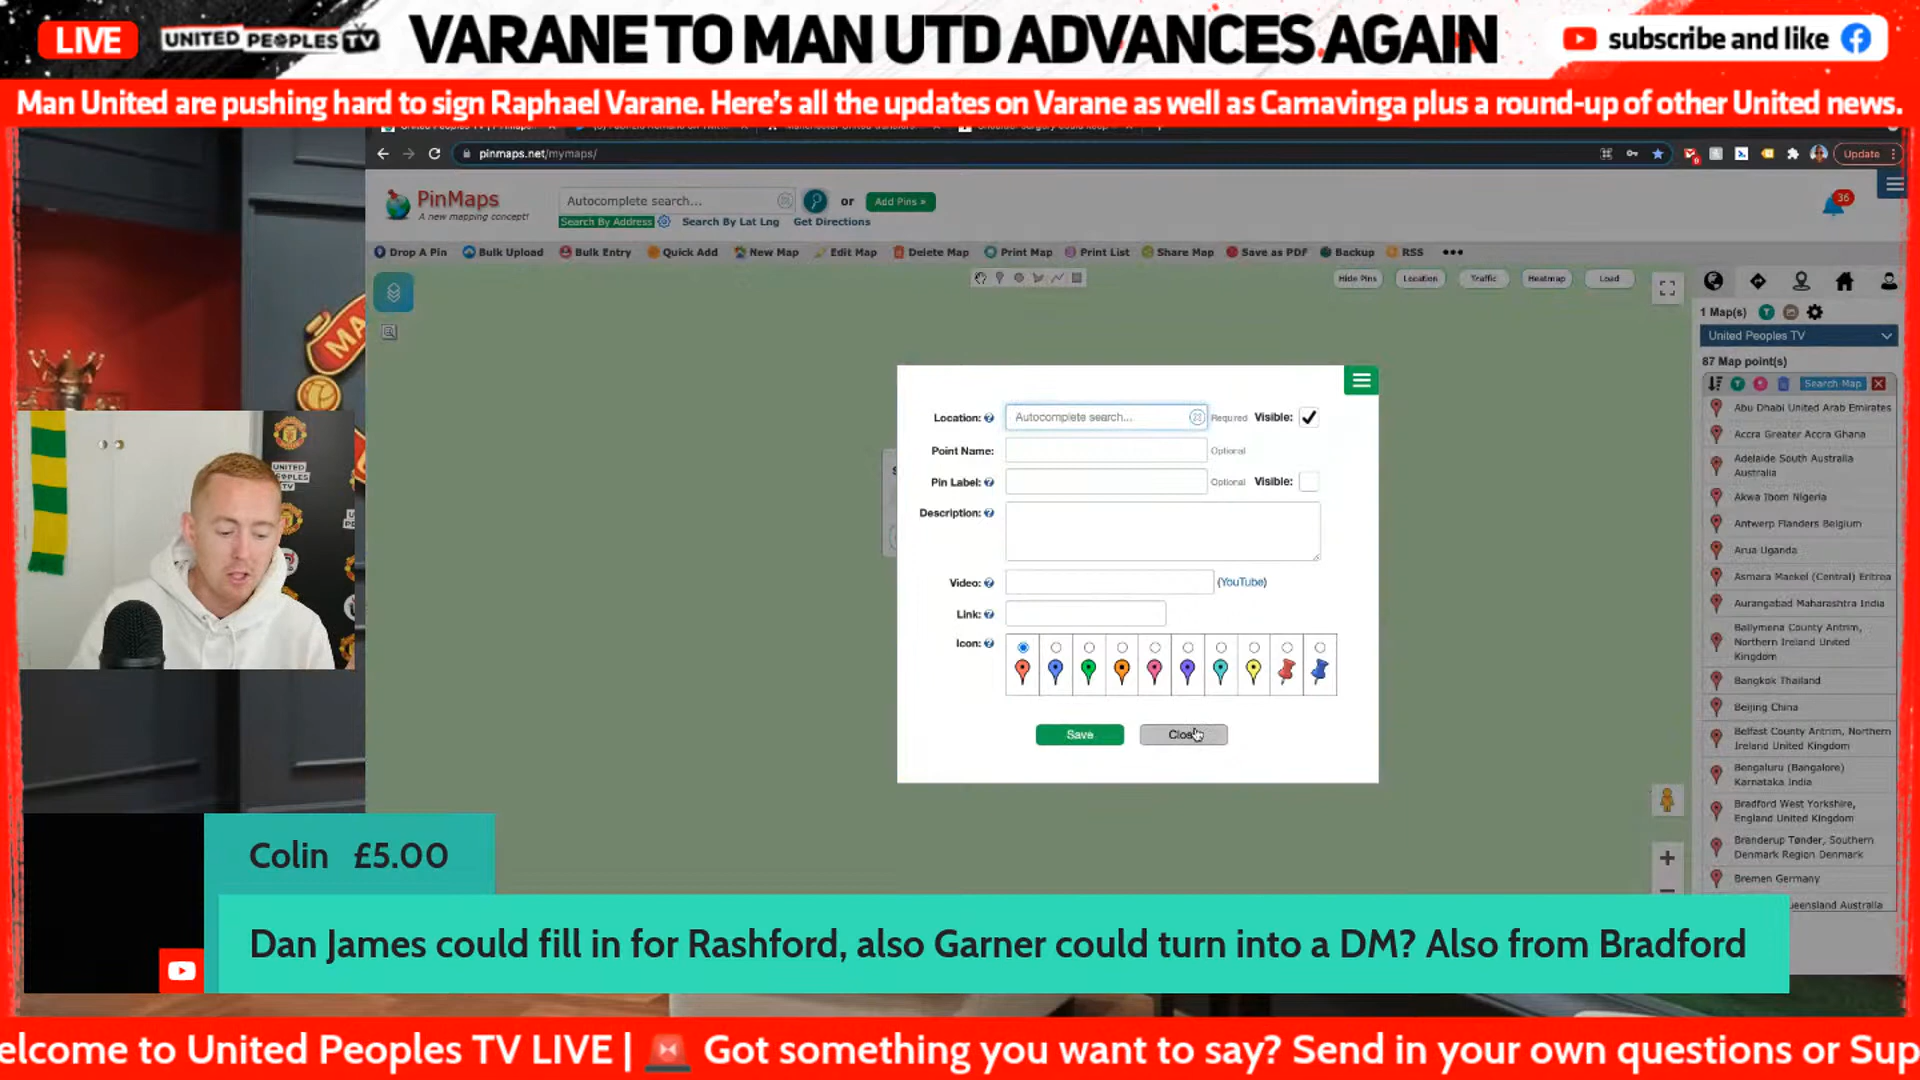 LIVE UNITED PEOPLES TV VARANE TO MAN UTD ADVANCES AGAIN subscribe and like
Man United are pushing hard to sign Raphael Varane. Here's all the updates on Varane as well as Camavinga plus a round-up of other United news.
pinmaps.net/mymaps/
Update
PinMaps
A new mapping concept!
Autocomplete search...
or
Add Pins »
Search By Address Search By Lat Lng Get Directions
36
Drop A Pin Bulk Upload Bulk Entry Quick Add New Map Edit Map Delete Map Print Map Print List Share Map Save as PDF Backup RSS
Hide Pins Location Traffic Heatmap Load
1 Map(s)
United Peoples TV
87 Map point(s)
Search Map
Abu Dhabi United Arab Emirates
Accra Greater Accra Ghana
Adelaide South Australia
Australia
Akwa Ibom Nigeria
Antwerp Flanders Belgium
Arua Uganda
Asmara Maekel (Central) Eritrea
Aurangabad Maharashtra India
Ballymena County Antrim,
Northern Ireland United
Kingdom
Bangkok Thailand
Beijing China
Belfast County Antrim, Northern
Ireland United Kingdom
Bengaluru (Bangalore)
Karnataka India
Bradford West Yorkshire,
England United Kingdom
Branderup Tønder, Southern
Denmark Region Denmark
Bremen Germany
Queensland Australia
Location: Autocomplete search... Required Visible:
Point Name: Optional
Pin Label: Optional Visible:
Description:
Video: (YouTube)
Link:
Icon:
Save Close
MA
UNITED
PEOPLES
TV
Colin £5.00
Dan James could fill in for Rashford, also Garner could turn into a DM? Also from Bradford
elcome to United Peoples TV LIVE | Got something you want to say? Send in your own questions or Sup